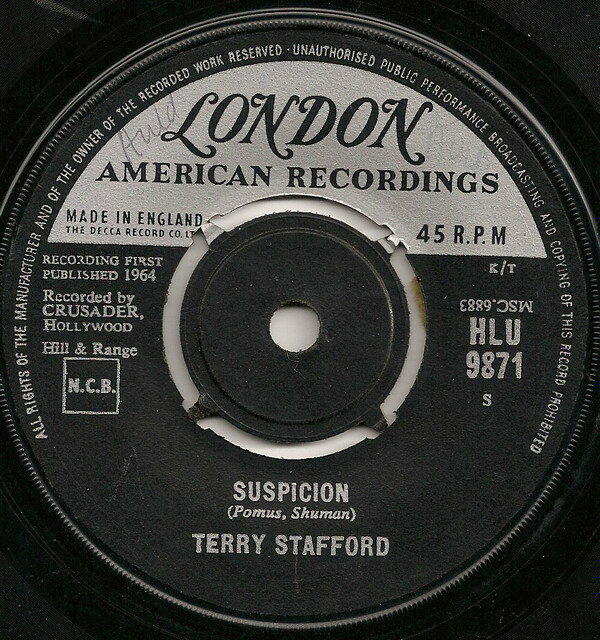 ALL RIGHTS OF THE MANUFACTURER AND OF THE OWNER OF THE RECORDED WORK RESERVED · UNAUTHORISED PUBLIC PERFORMANCE BROADCASTING AND COPYING OF THIS RECORD PROHIBITED
Auld
LONDON
AMERICAN RECORDINGS
MADE IN ENGLAND
THE DECCA RECORD CO. LT
45 R.P.M
RECORDING FIRST
PUBLISHED 1964
K/T
Recorded by
CRUSADER,
HOLLYWOOD
MSC.6883
HLU
9871
Hill & Range
N.C.B.
S
SUSPICION
(Pomus, Shuman)
TERRY STAFFORD